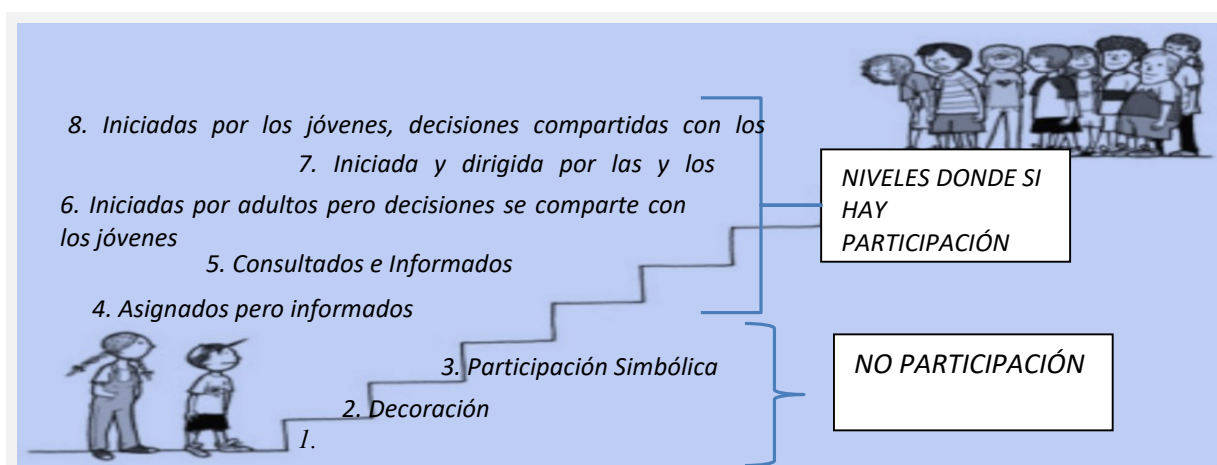 8. Iniciadas por los jóvenes, decisiones compartidas con los
7. Iniciada y dirigida por las y los
6. Iniciadas por adultos pero decisiones se comparte con
los jóvenes
5. Consultados e Informados
4. Asignados pero informados
3. Participación Simbólica
2. Decoración
1.
NIVELES DONDE SI
HAY
PARTICIPACIÓN
NO PARTICIPACIÓN